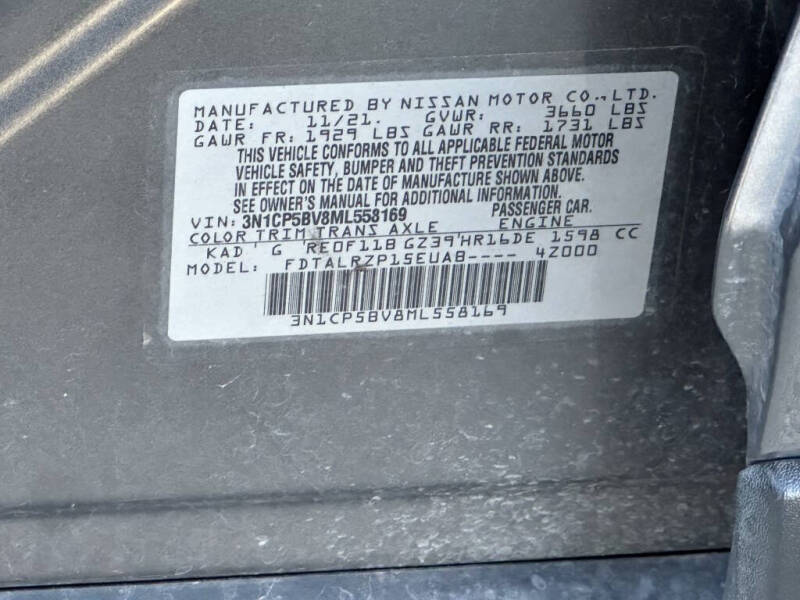 MANUFACTURED BY NISSAN MOTOR CO.,LTD.
DATE: 11/21. GVWR: 3660 LBS
GAWR FR: 1929 LBS GAWR RR: 1731 LBS
THIS VEHICLE CONFORMS TO ALL APPLICABLE FEDERAL MOTOR
VEHICLE SAFETY, BUMPER AND THEFT PREVENTION STANDARDS
IN EFFECT ON THE DATE OF MANUFACTURE SHOWN ABOVE.
SEE OWNER'S MANUAL FOR ADDITIONAL INFORMATION.
VIN: 3N1CP5BV8ML558169 PASSENGER CAR.
COLOR TRIM TRANS AXLE ENGINE
KAD G 'RE0F11B GZ39'HR16DE 1598 CC
MODEL: FDTALRZP15EUAB---- 4Z000
3N1CP5BV8ML558169